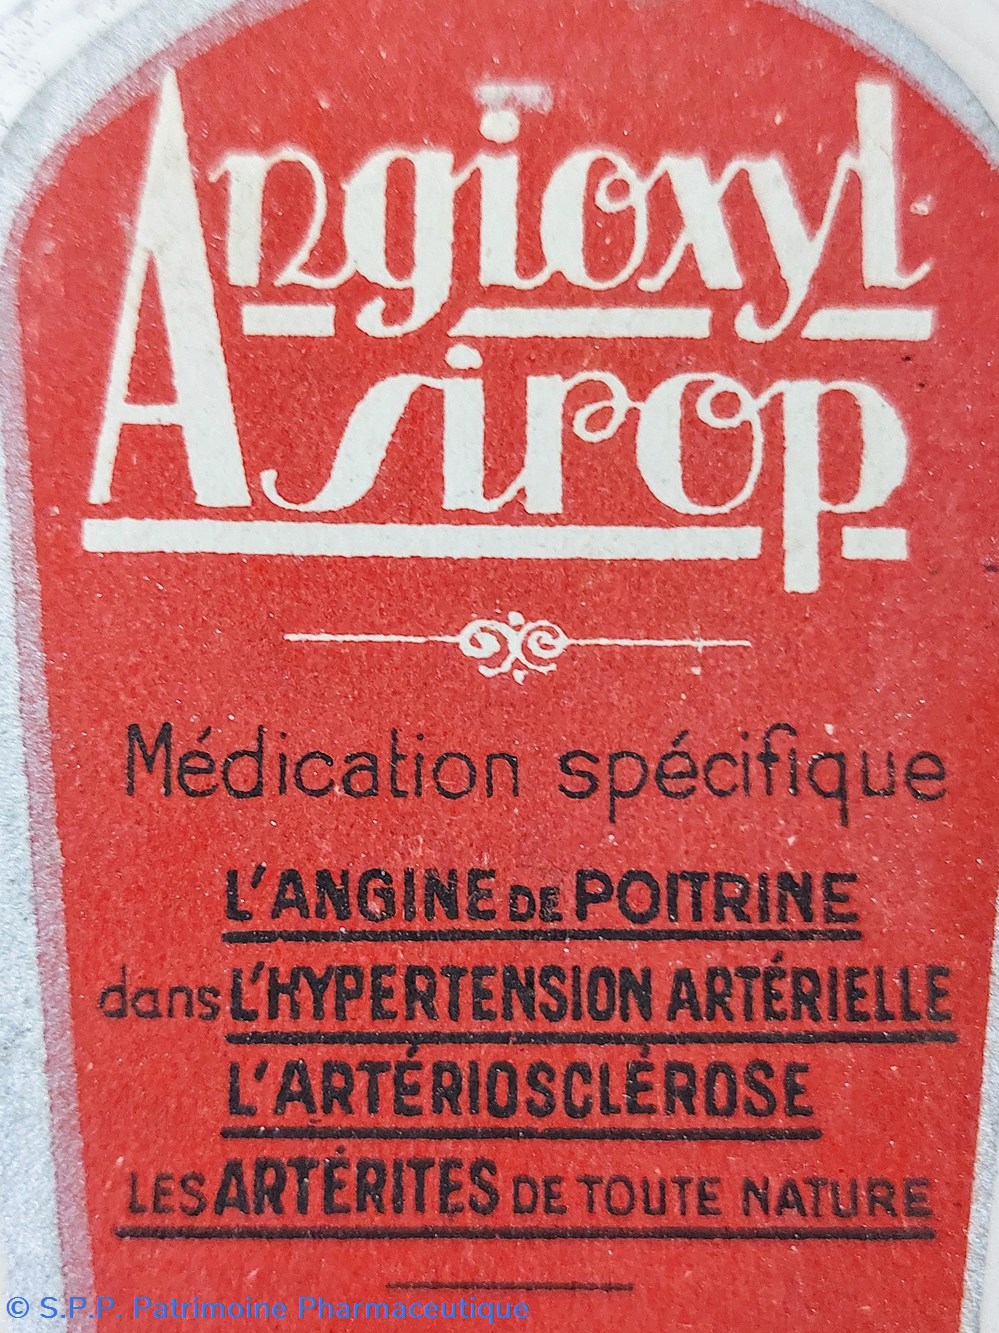 Angioxyl
sirop
Médication spécifique
L'ANGINE DE POITRINE
dans L'HYPERTENSION ARTÉRIELLE
L'ARTÉRIOSCLÉROSE
LES ARTÉRITES DE TOUTE NATURE
© S.P.P. Patrimoine Pharmaceutique